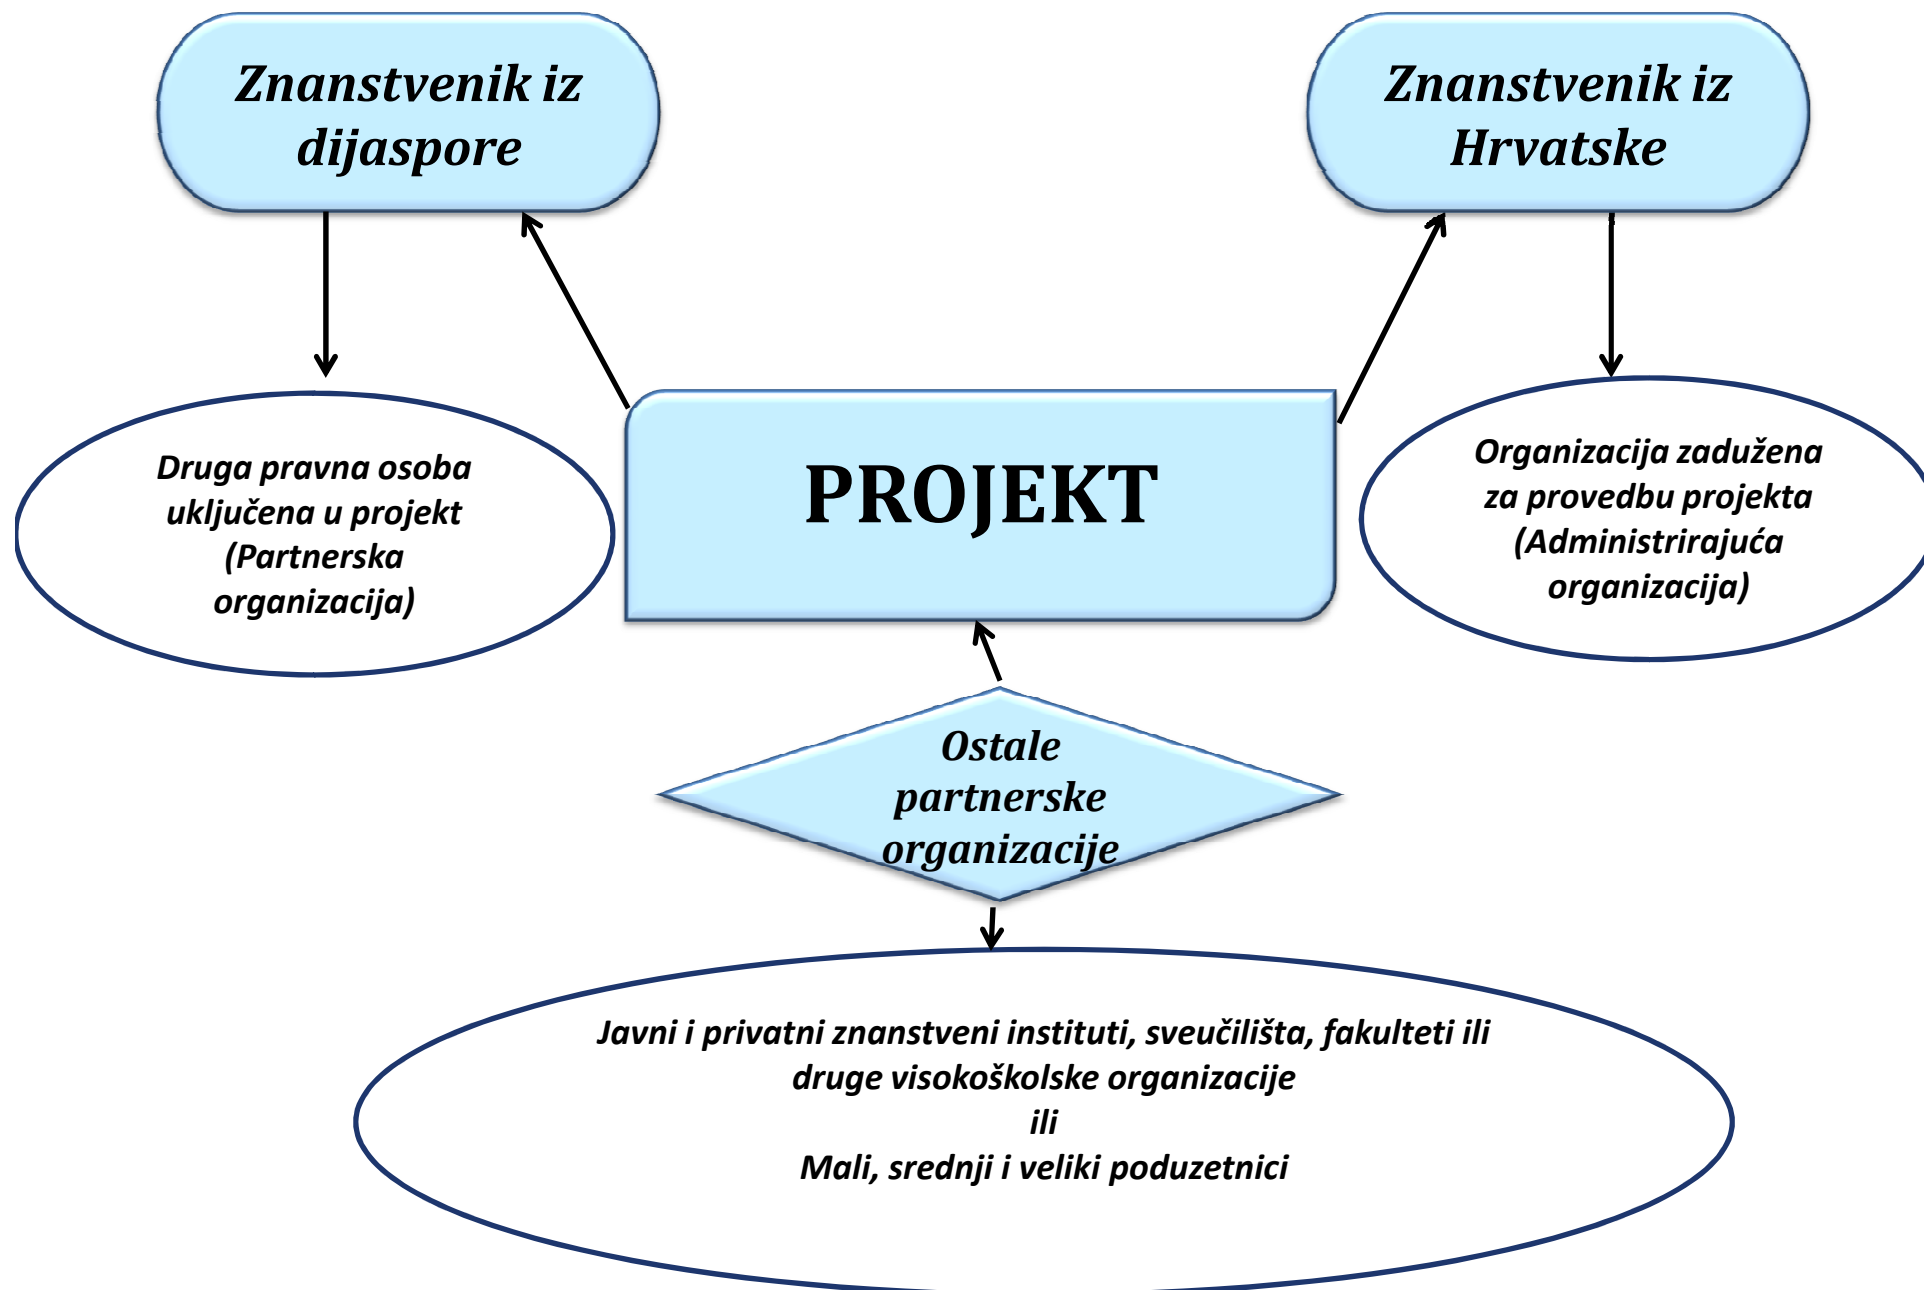 Znanstvenik iz
dijaspore
Znanstvenik iz
Hrvatske
Druga pravna osoba
uključena u projekt
(Partnerska
organizacija)
PROJEKT
Organizacija zadužena
za provedbu projekta
(Administrirajuća
organizacija)
Ostale
partnerske
organizacije
Javni i privatni znanstveni instituti, sveučilišta, fakulteti ili
druge visokoškolske organizacije
ili
Mali, srednji i veliki poduzetnici